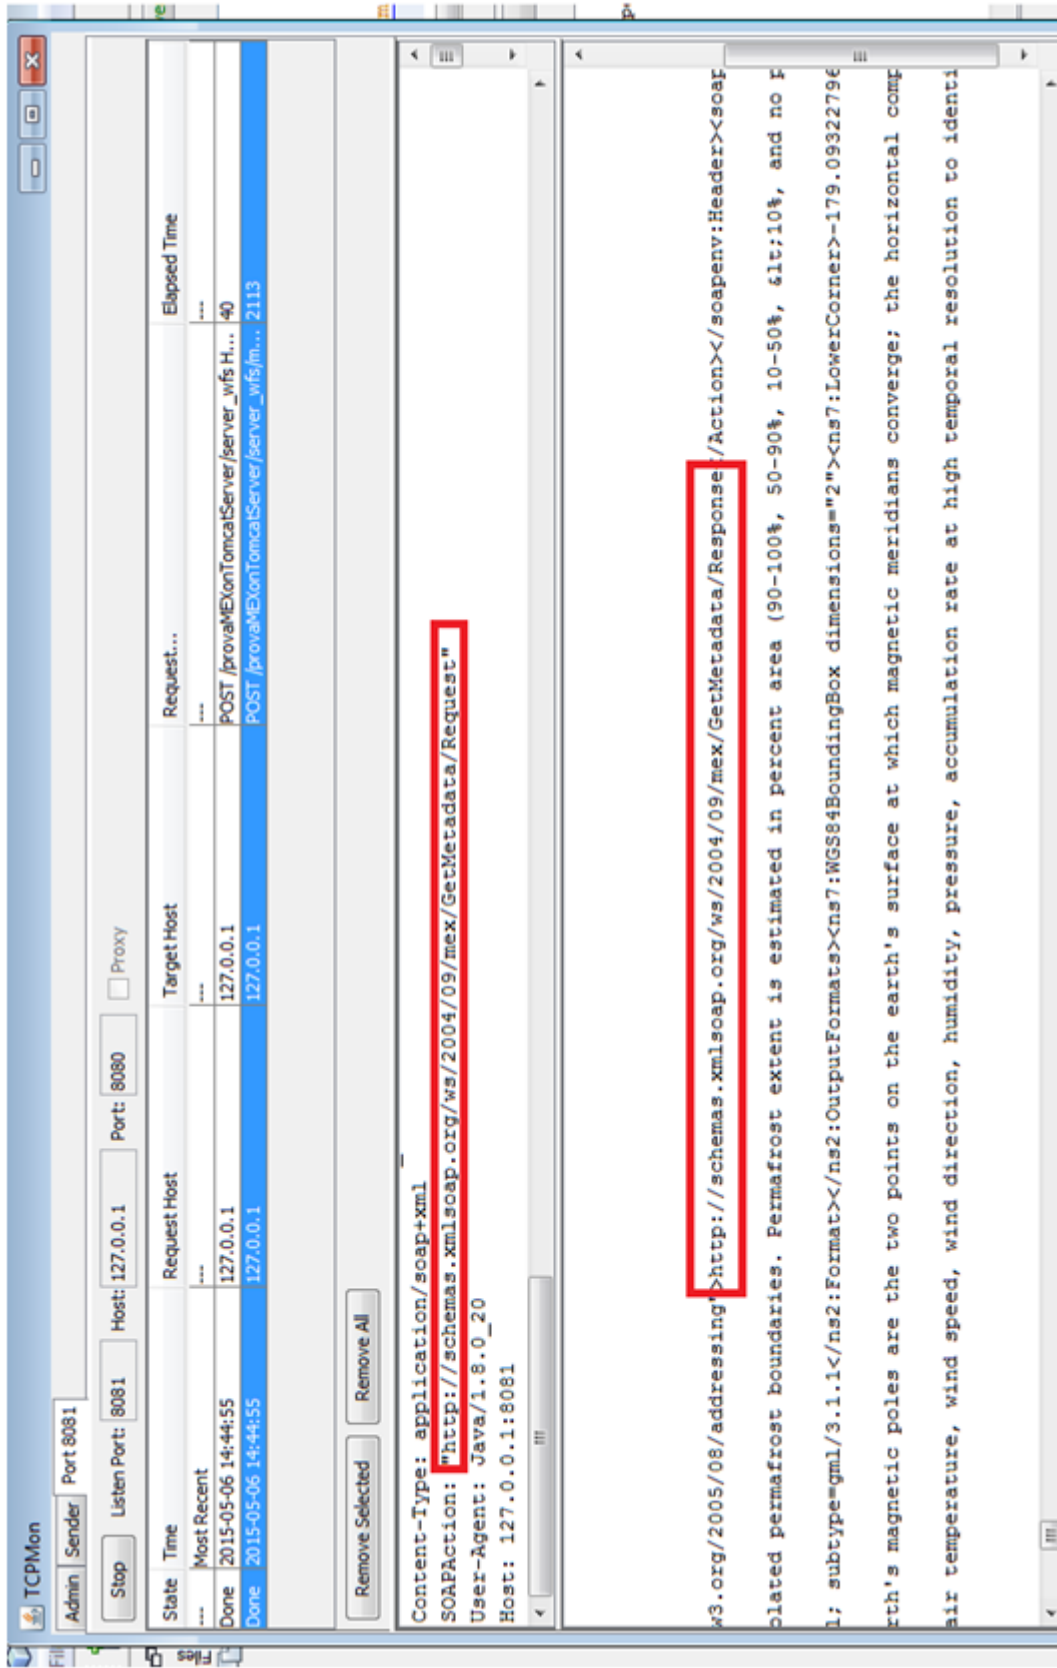 TCPMon
Admin Sender Port 8081
Stop Listen Port: 8081 Host: 127.0.0.1 Port: 8080 Proxy
State Time Request Host Target Host Request... Elapsed Time
--- Most Recent --- --- --- ---
Done 2015-05-06 14:44:55 127.0.0.1 127.0.0.1 POST /provaMEXonTomcatServer/server_wfs H... 40
Done 2015-05-06 14:44:55 127.0.0.1 127.0.0.1 POST /provaMEXonTomcatServer/server_wfs/m... 2113
Remove Selected Remove All
Content-Type: application/soap+xml
SOAPAction: "http://schemas.xmlsoap.org/ws/2004/09/mex/GetMetadata/Request"
User-Agent: Java/1.8.0_20
Host: 127.0.0.1:8081
w3.org/2005/08/addressing">http://schemas.xmlsoap.org/ws/2004/09/mex/GetMetadata/Response</Action></soapenv:Header><soap
olated permafrost boundaries. Permafrost extent is estimated in percent area (90-100%, 50-90%, 10-50%, &lt;10%, and no p
l; subtype=gml/3.1.1</ns2:Format></ns2:OutputFormats><ns7:WGS84BoundingBox dimensions="2"><ns7:LowerCorner>-179.09322796
rth's magnetic poles are the two points on the earth's surface at which magnetic meridians converge; the horizontal comp
air temperature, wind speed, wind direction, humidity, pressure, accumulation rate at high temporal resolution to identi
Files